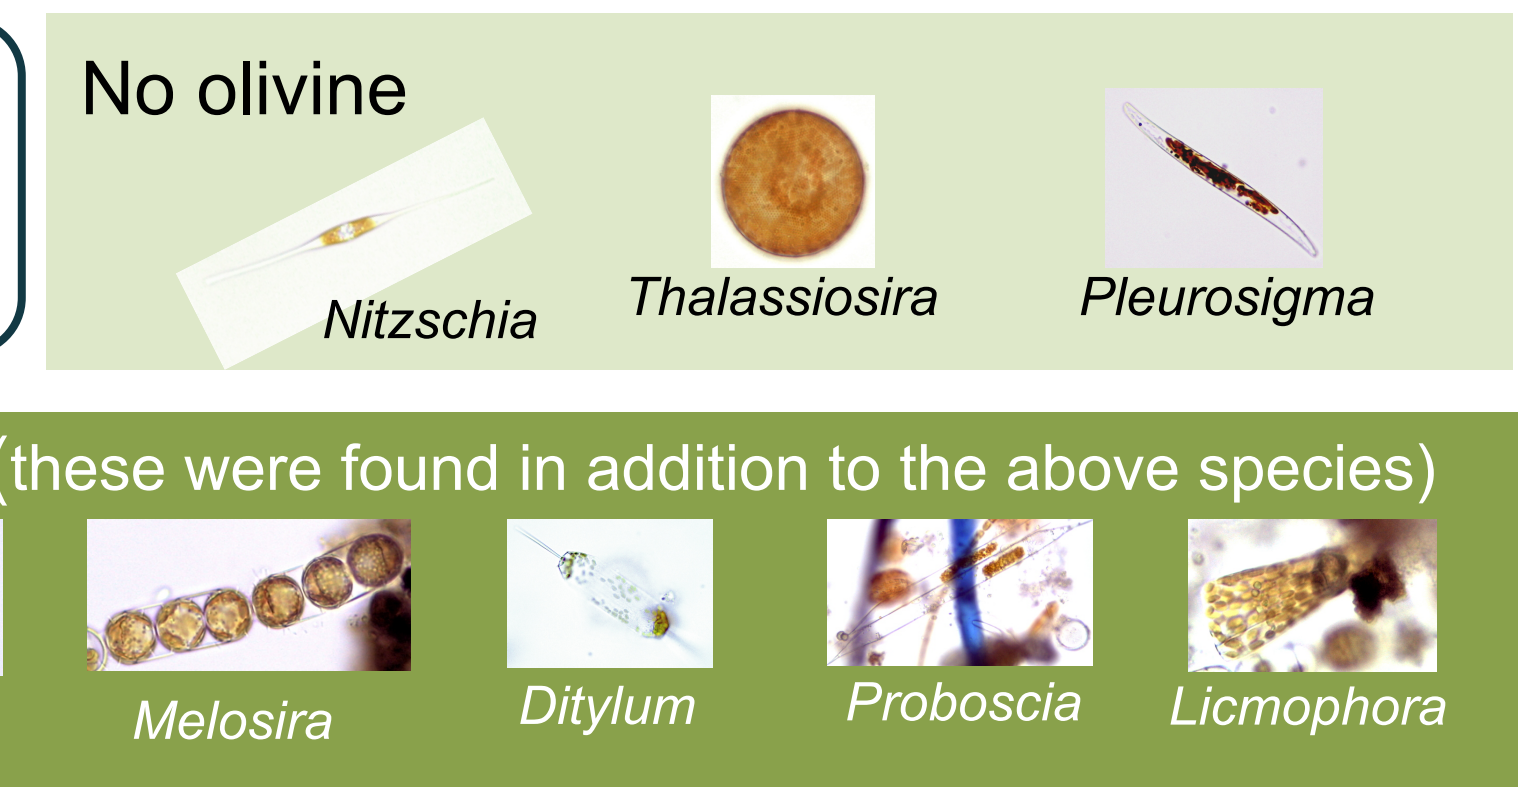 No olivine
Nitzschia
Thalassiosira
Pleurosigma
(these were found in addition to the above species)
Melosira
Ditylum
Proboscia
Licmophora